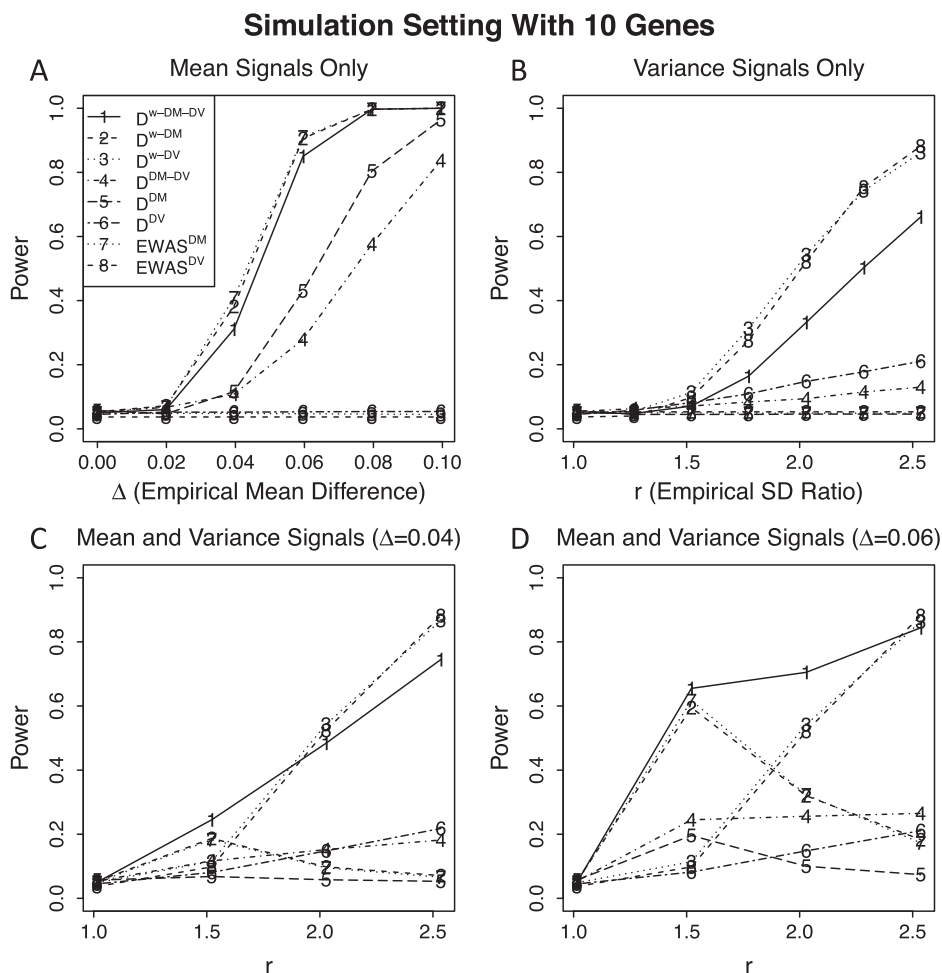 Simulation Setting With 10 Genes
A Mean Signals Only
Power
0.0 0.2 0.4 0.6 0.8 1.0
1 D^w–DM–DV
2 D^w–DM
3 D^w–DV
4 D^DM–DV
5 D^DM
6 D^DV
7 EWAS^DM
8 EWAS^DV
0.00 0.02 0.04 0.06 0.08 0.10
Δ (Empirical Mean Difference)
B Variance Signals Only
Power
0.0 0.2 0.4 0.6 0.8 1.0
1.0 1.5 2.0 2.5
r (Empirical SD Ratio)
C Mean and Variance Signals (Δ=0.04)
Power
0.0 0.2 0.4 0.6 0.8 1.0
1.0 1.5 2.0 2.5
r
D Mean and Variance Signals (Δ=0.06)
Power
0.0 0.2 0.4 0.6 0.8 1.0
1.0 1.5 2.0 2.5
r